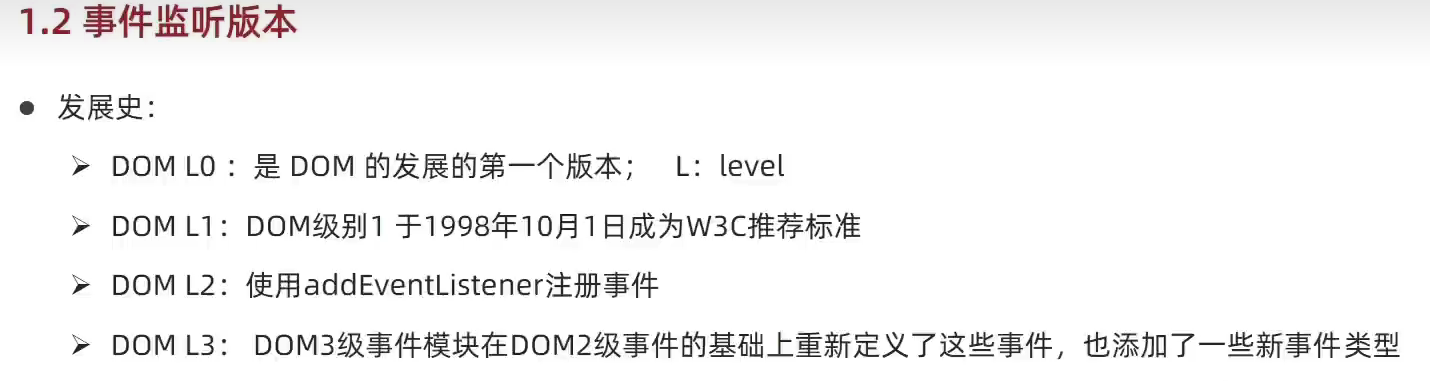 1.2 事件监听版本
● 发展史：
➢ DOM L0 ：是 DOM 的发展的第一个版本； L：level
➢ DOM L1：DOM级别1 于1998年10月1日成为W3C推荐标准
➢ DOM L2：使用addEventListener注册事件
➢ DOM L3： DOM3级事件模块在DOM2级事件的基础上重新定义了这些事件，也添加了一些新事件类型